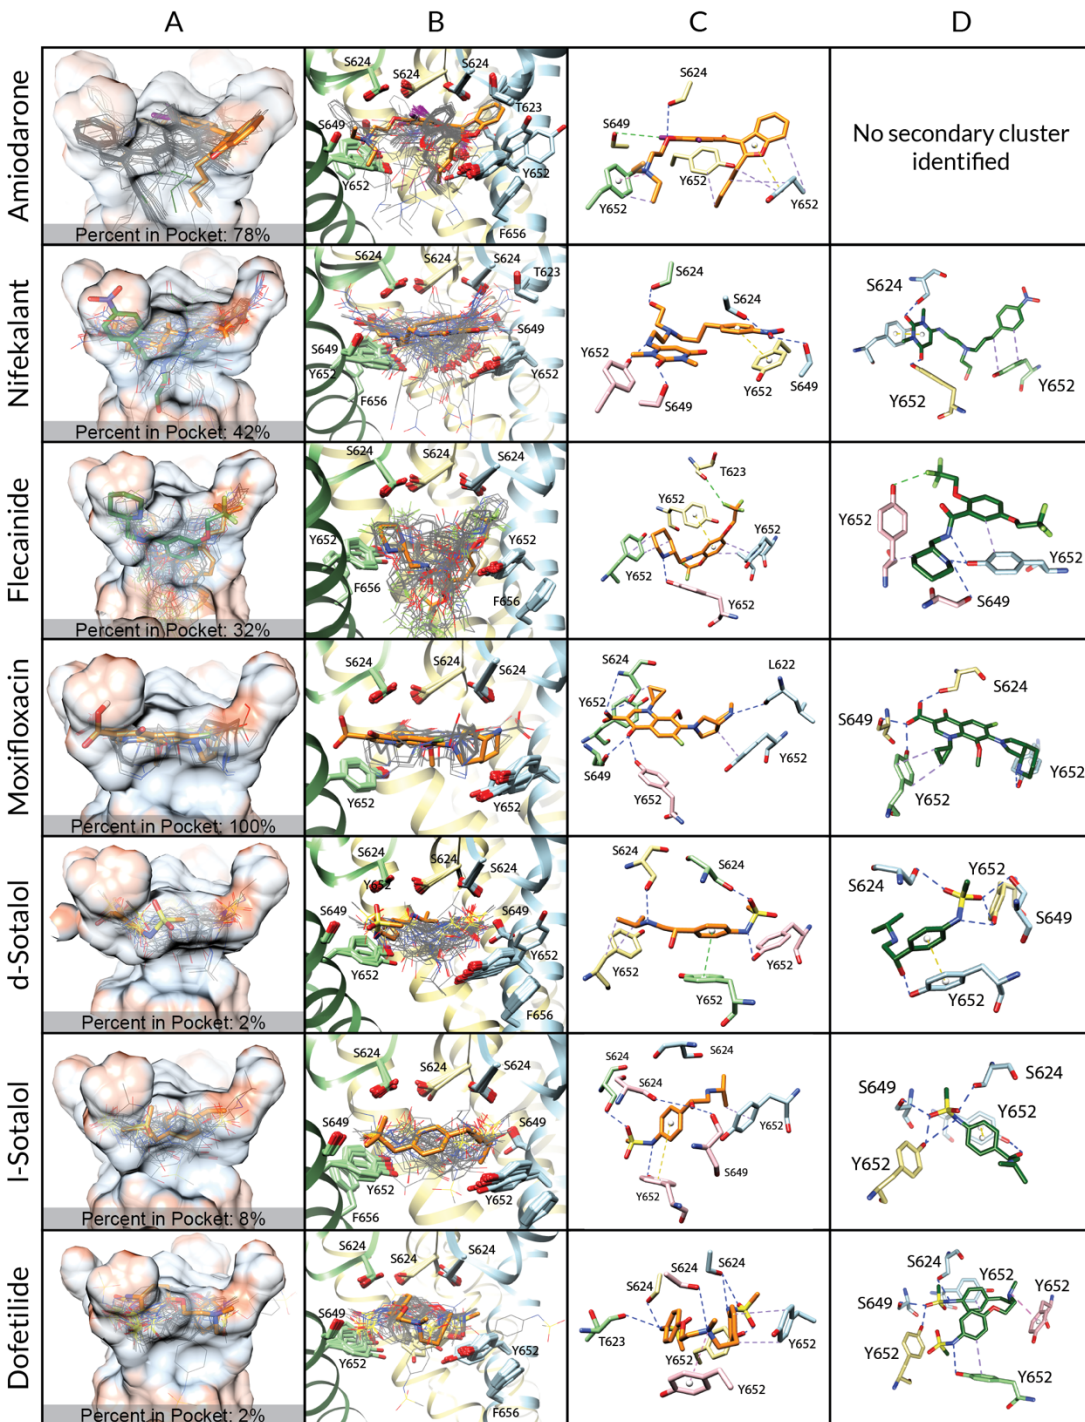 A B C D
Amiodarone
Percent in Pocket: 78%
S624 S624 S624
T623
S649
Y652
Y652
F656
S624
S649
Y652
Y652
Y652
No secondary cluster
identified
Nifekalant
Percent in Pocket: 42%
S624 S624 S624
T623
S649
S649
Y652
Y652
F656
S624
S624
Y652
Y652
S649
S649
S624
Y652
Y652
Flecainide
Percent in Pocket: 32%
S624 S624 S624
Y652
Y652
F656
F656
T623
Y652
Y652
Y652
Y652
Y652
Y652
S649
Moxifloxacin
Percent in Pocket: 100%
S624 S624 S624
Y652
Y652
S624
L622
Y652
S649
Y652
Y652
S624
S649
Y652
Y652
d-Sotalol
Percent in Pocket: 2%
S624 S624
S624
Y652
S649
S649
Y652
Y652
F656
S624
S624
Y652
Y652
Y652
S624
Y652
S649
Y652
l-Sotalol
Percent in Pocket: 8%
S624
S624
S624
S649
S649
Y652
Y652
F656
S624
S624
S624
Y652
S649
Y652
S624
S649
Y652
Y652
Dofetilide
Percent in Pocket: 2%
S624 S624 S624
S649
Y652
Y652
F656
S624
S624
S624
T623
Y652
Y652
Y652
S624
Y652
S649
Y652
Y652
Y652